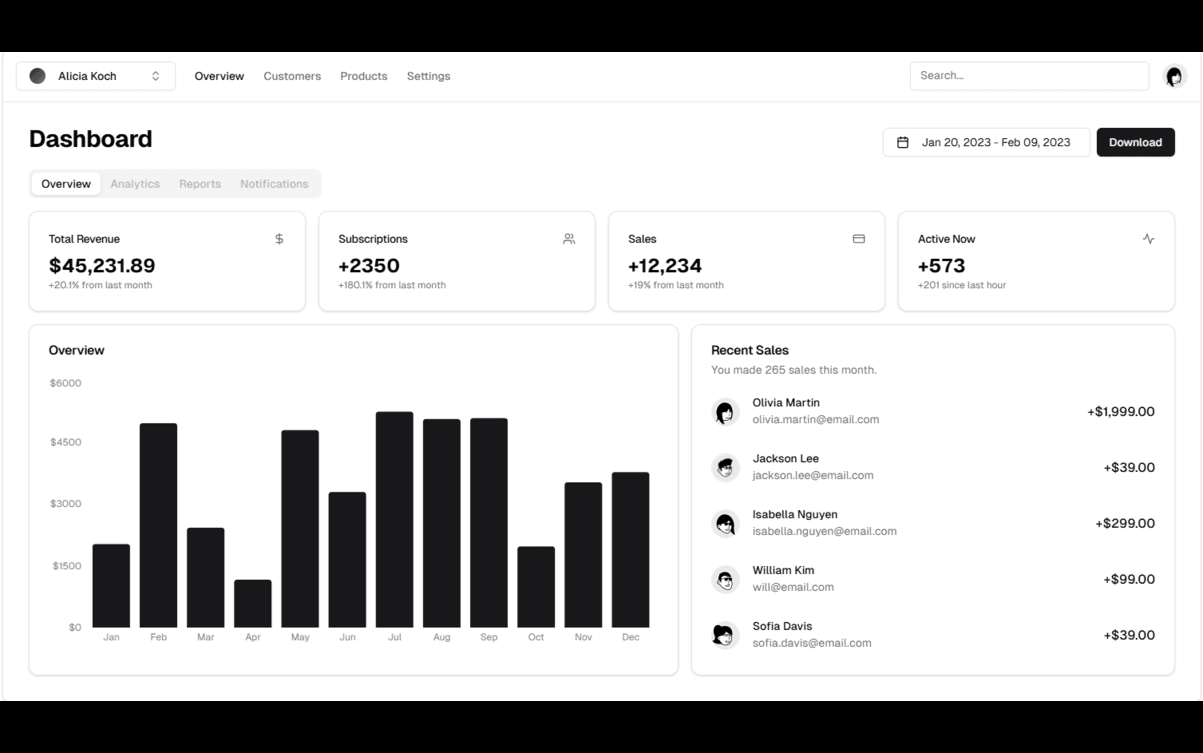 Alicia Koch
Overview
Customers
Products
Settings
Search...
Dashboard
Jan 20, 2023 - Feb 09, 2023
Download
Overview
Analytics
Reports
Notifications
Total Revenue
$45,231.89
+20.1% from last month
Subscriptions
+2350
+180.1% from last month
Sales
+12,234
+19% from last month
Active Now
+573
+201 since last hour
Overview
$6000
$4500
$3000
$1500
$0
Jan
Feb
Mar
Apr
May
Jun
Jul
Aug
Sep
Oct
Nov
Dec
Recent Sales
You made 265 sales this month.
Olivia Martin
olivia.martin@email.com
+$1,999.00
Jackson Lee
jackson.lee@email.com
+$39.00
Isabella Nguyen
isabella.nguyen@email.com
+$299.00
William Kim
will@email.com
+$99.00
Sofia Davis
sofia.davis@email.com
+$39.00